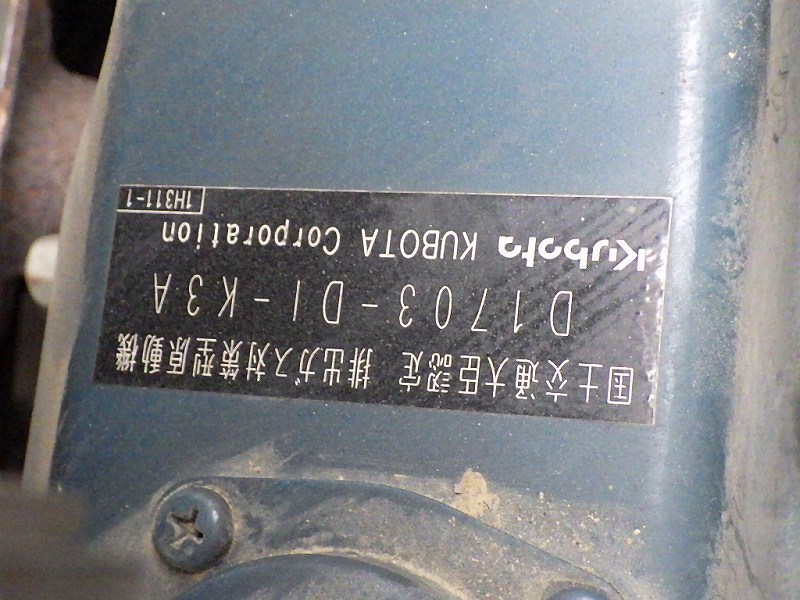 国土交通大臣認定 排出ガス対策型原動機
D1703-DI-K3A
Kubota KUBOTA Corporation
1H311-1